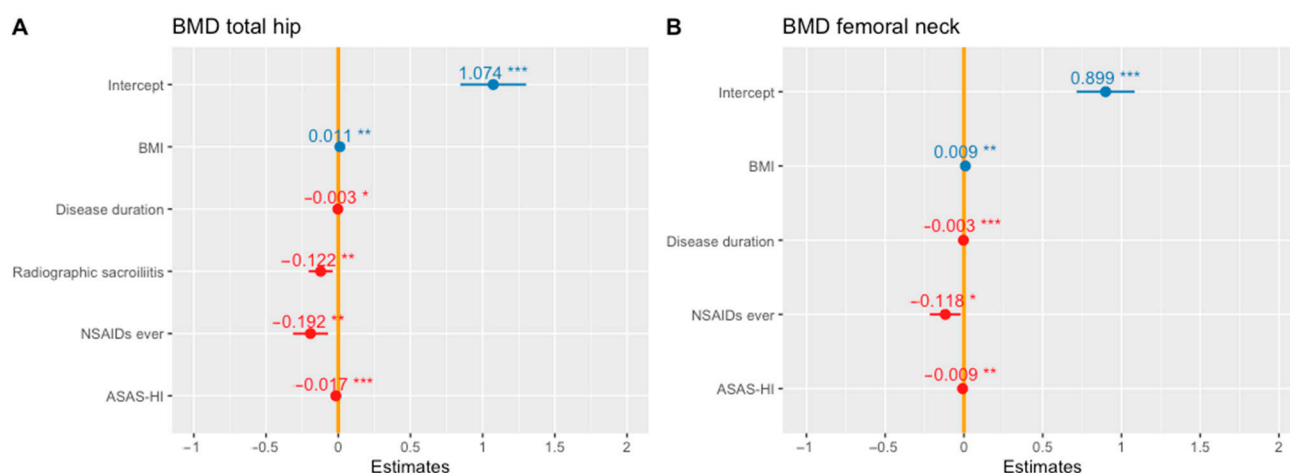 A
BMD total hip
Intercept
1.074 ***
BMI
0.011 **
Disease duration
−0.003 *
Radiographic sacroiliitis
−0.122 **
NSAIDs ever
−0.192 **
ASAS-HI
−0.017 ***
−1 −0.5 0 0.5 1 1.5 2
Estimates
B
BMD femoral neck
Intercept
0.899 ***
BMI
0.009 **
Disease duration
−0.003 ***
NSAIDs ever
−0.118 *
ASAS-HI
−0.009 **
−1 −0.5 0 0.5 1 1.5 2
Estimates